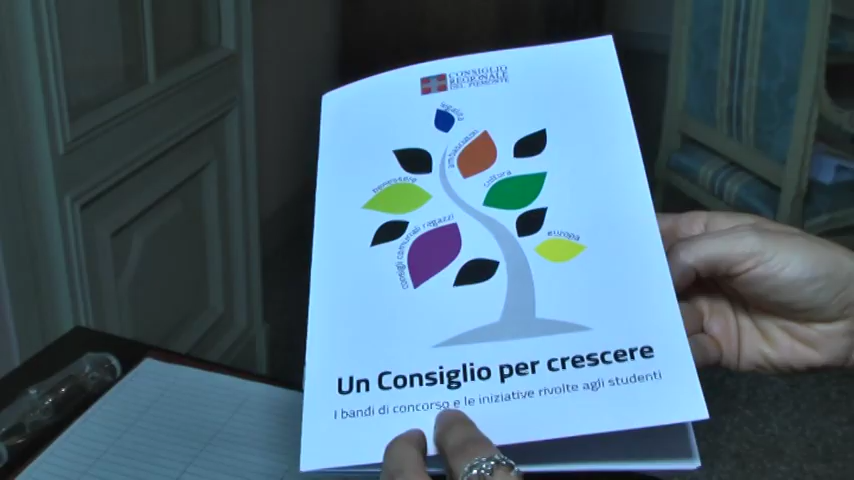 CONSIGLIO
REGIONALE
DEL PIEMONTE
legalità
ambasciatori
benessere
cultura
consigli comunali ragazzi
europa
Un Consiglio per crescere
I bandi di concorso e le iniziative rivolte agli studenti